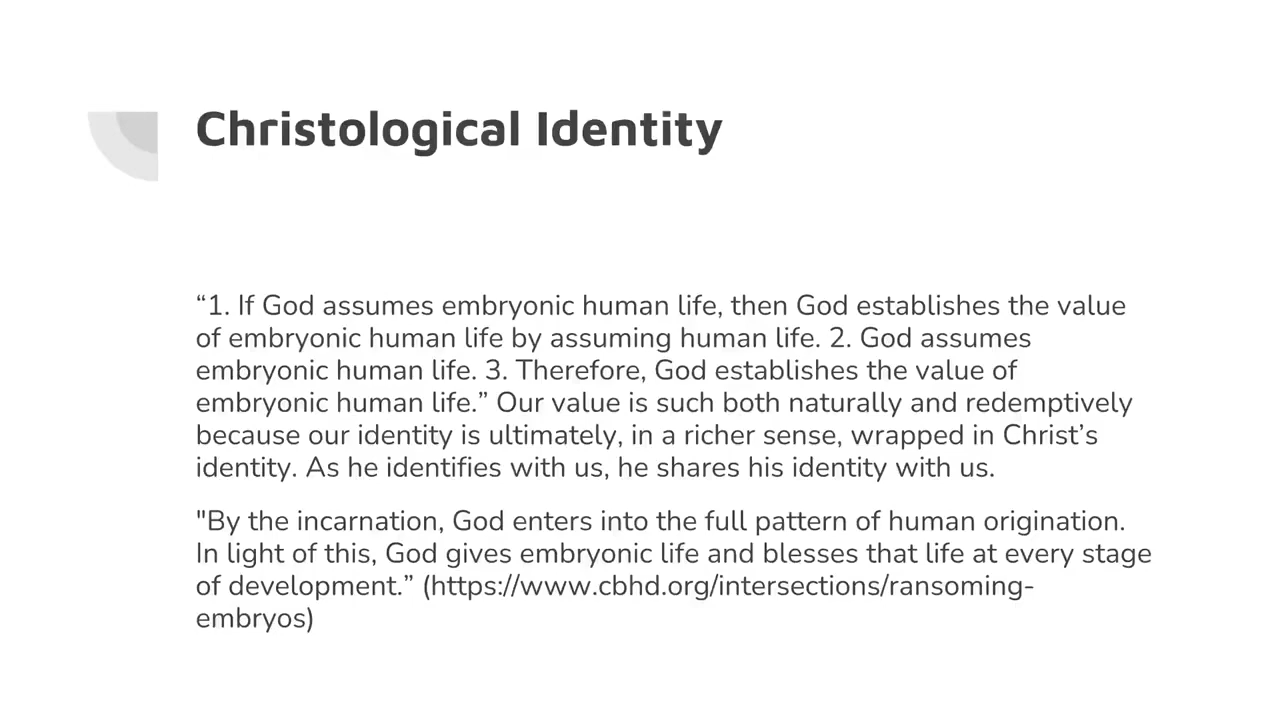 Christological Identity
“1. If God assumes embryonic human life, then God establishes the value
of embryonic human life by assuming human life. 2. God assumes
embryonic human life. 3. Therefore, God establishes the value of
embryonic human life.” Our value is such both naturally and redemptively
because our identity is ultimately, in a richer sense, wrapped in Christ’s
identity. As he identifies with us, he shares his identity with us.
"By the incarnation, God enters into the full pattern of human origination.
In light of this, God gives embryonic life and blesses that life at every stage
of development.” (https://www.cbhd.org/intersections/ransoming-
embryos)